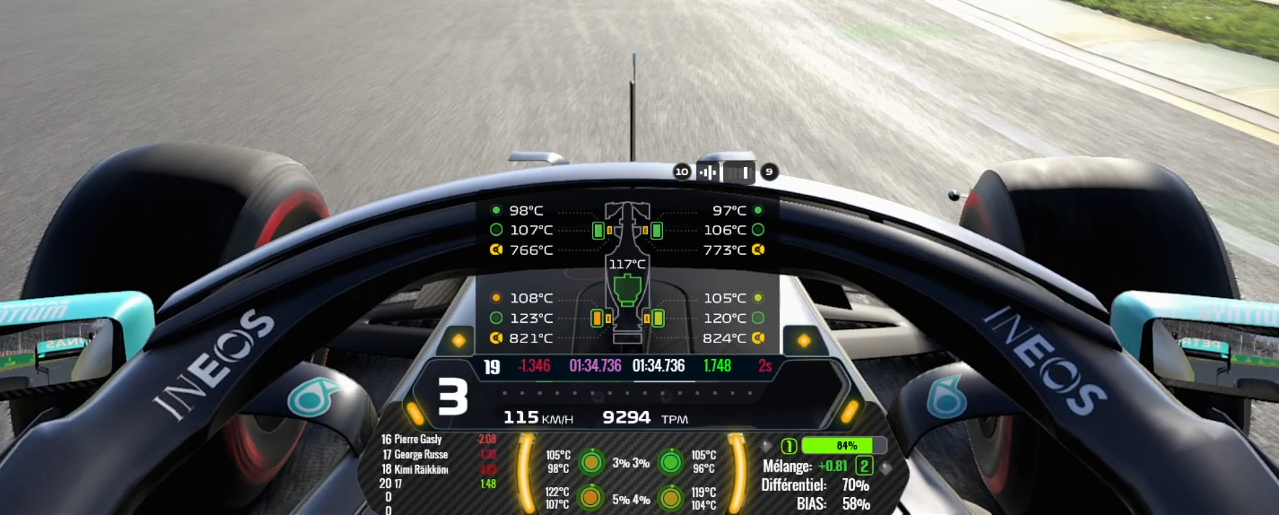 10 9
98°C 97°C
107°C 106°C
766°C 773°C
117°C
108°C 105°C
123°C 120°C
821°C 824°C
INEOS INEOS
19 -1.346 01:34.736 01:34.736 1.748 2s
3
115 KM/H 9294 TPM
16 Pierre Gasly -2.08
17 George Russe
18 Kimi Räikköne
20 17 1.48
0
0
105°C 98°C 3% 3% 105°C 96°C
122°C 107°C 5% 4% 119°C 104°C
1 84%
Mélange: +0.81 2
Différentiel: 70%
BIAS: 58%